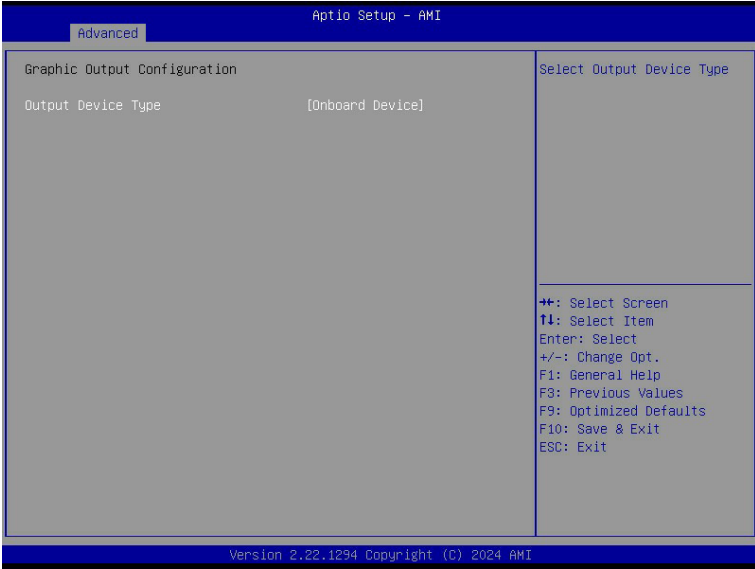 Aptio Setup - AMI
Advanced
Graphic Output Configuration
Output Device Type [Onboard Device]
Select Output Device Type
→←: Select Screen
↑↓: Select Item
Enter: Select
+/-: Change Opt.
F1: General Help
F3: Previous Values
F9: Optimized Defaults
F10: Save & Exit
ESC: Exit
Version 2.22.1294 Copyright (C) 2024 AMI